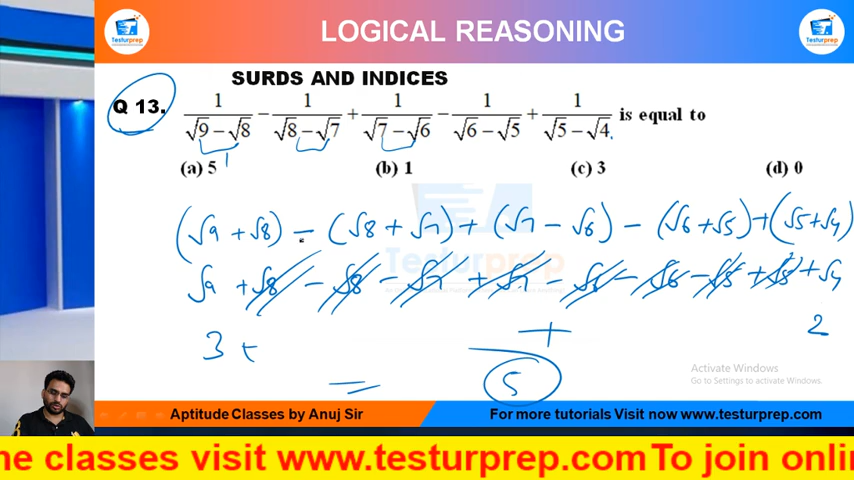 Testurprep
LOGICAL REASONING
Testurprep
SURDS AND INDICES
Q 13. 1/(√9 − √8) − 1/(√8 − √7) + 1/(√7 − √6) − 1/(√6 − √5) + 1/(√5 − √4) is equal to
1
(a) 5 (b) 1 (c) 3 (d) 0
(√9 + √8) − (√8 + √7) + (√7 − √6) − (√6 + √5) + (√5 + √4)
Testurprep
√9 + √8 − √8 − √7 + √7 − √6 − √6 − √5 + √5 + √4
3 + + 2
= 5
Activate Windows
Go to Settings to activate Windows.
Aptitude Classes by Anuj Sir
For more tutorials Visit now www.testurprep.com
ne classes visit www.testurprep.com To join onli